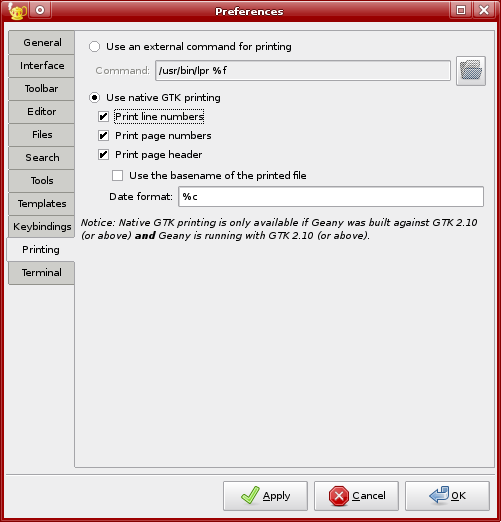 Preferences
General
Interface
Toolbar
Editor
Files
Search
Tools
Templates
Keybindings
Printing
Terminal
Use an external command for printing
Command: /usr/bin/lpr %f
Use native GTK printing
Print line numbers
Print page numbers
Print page header
Use the basename of the printed file
Date format: %c
Notice: Native GTK printing is only available if Geany was built against GTK 2.10
(or above) and Geany is running with GTK 2.10 (or above).
Apply
Cancel
OK